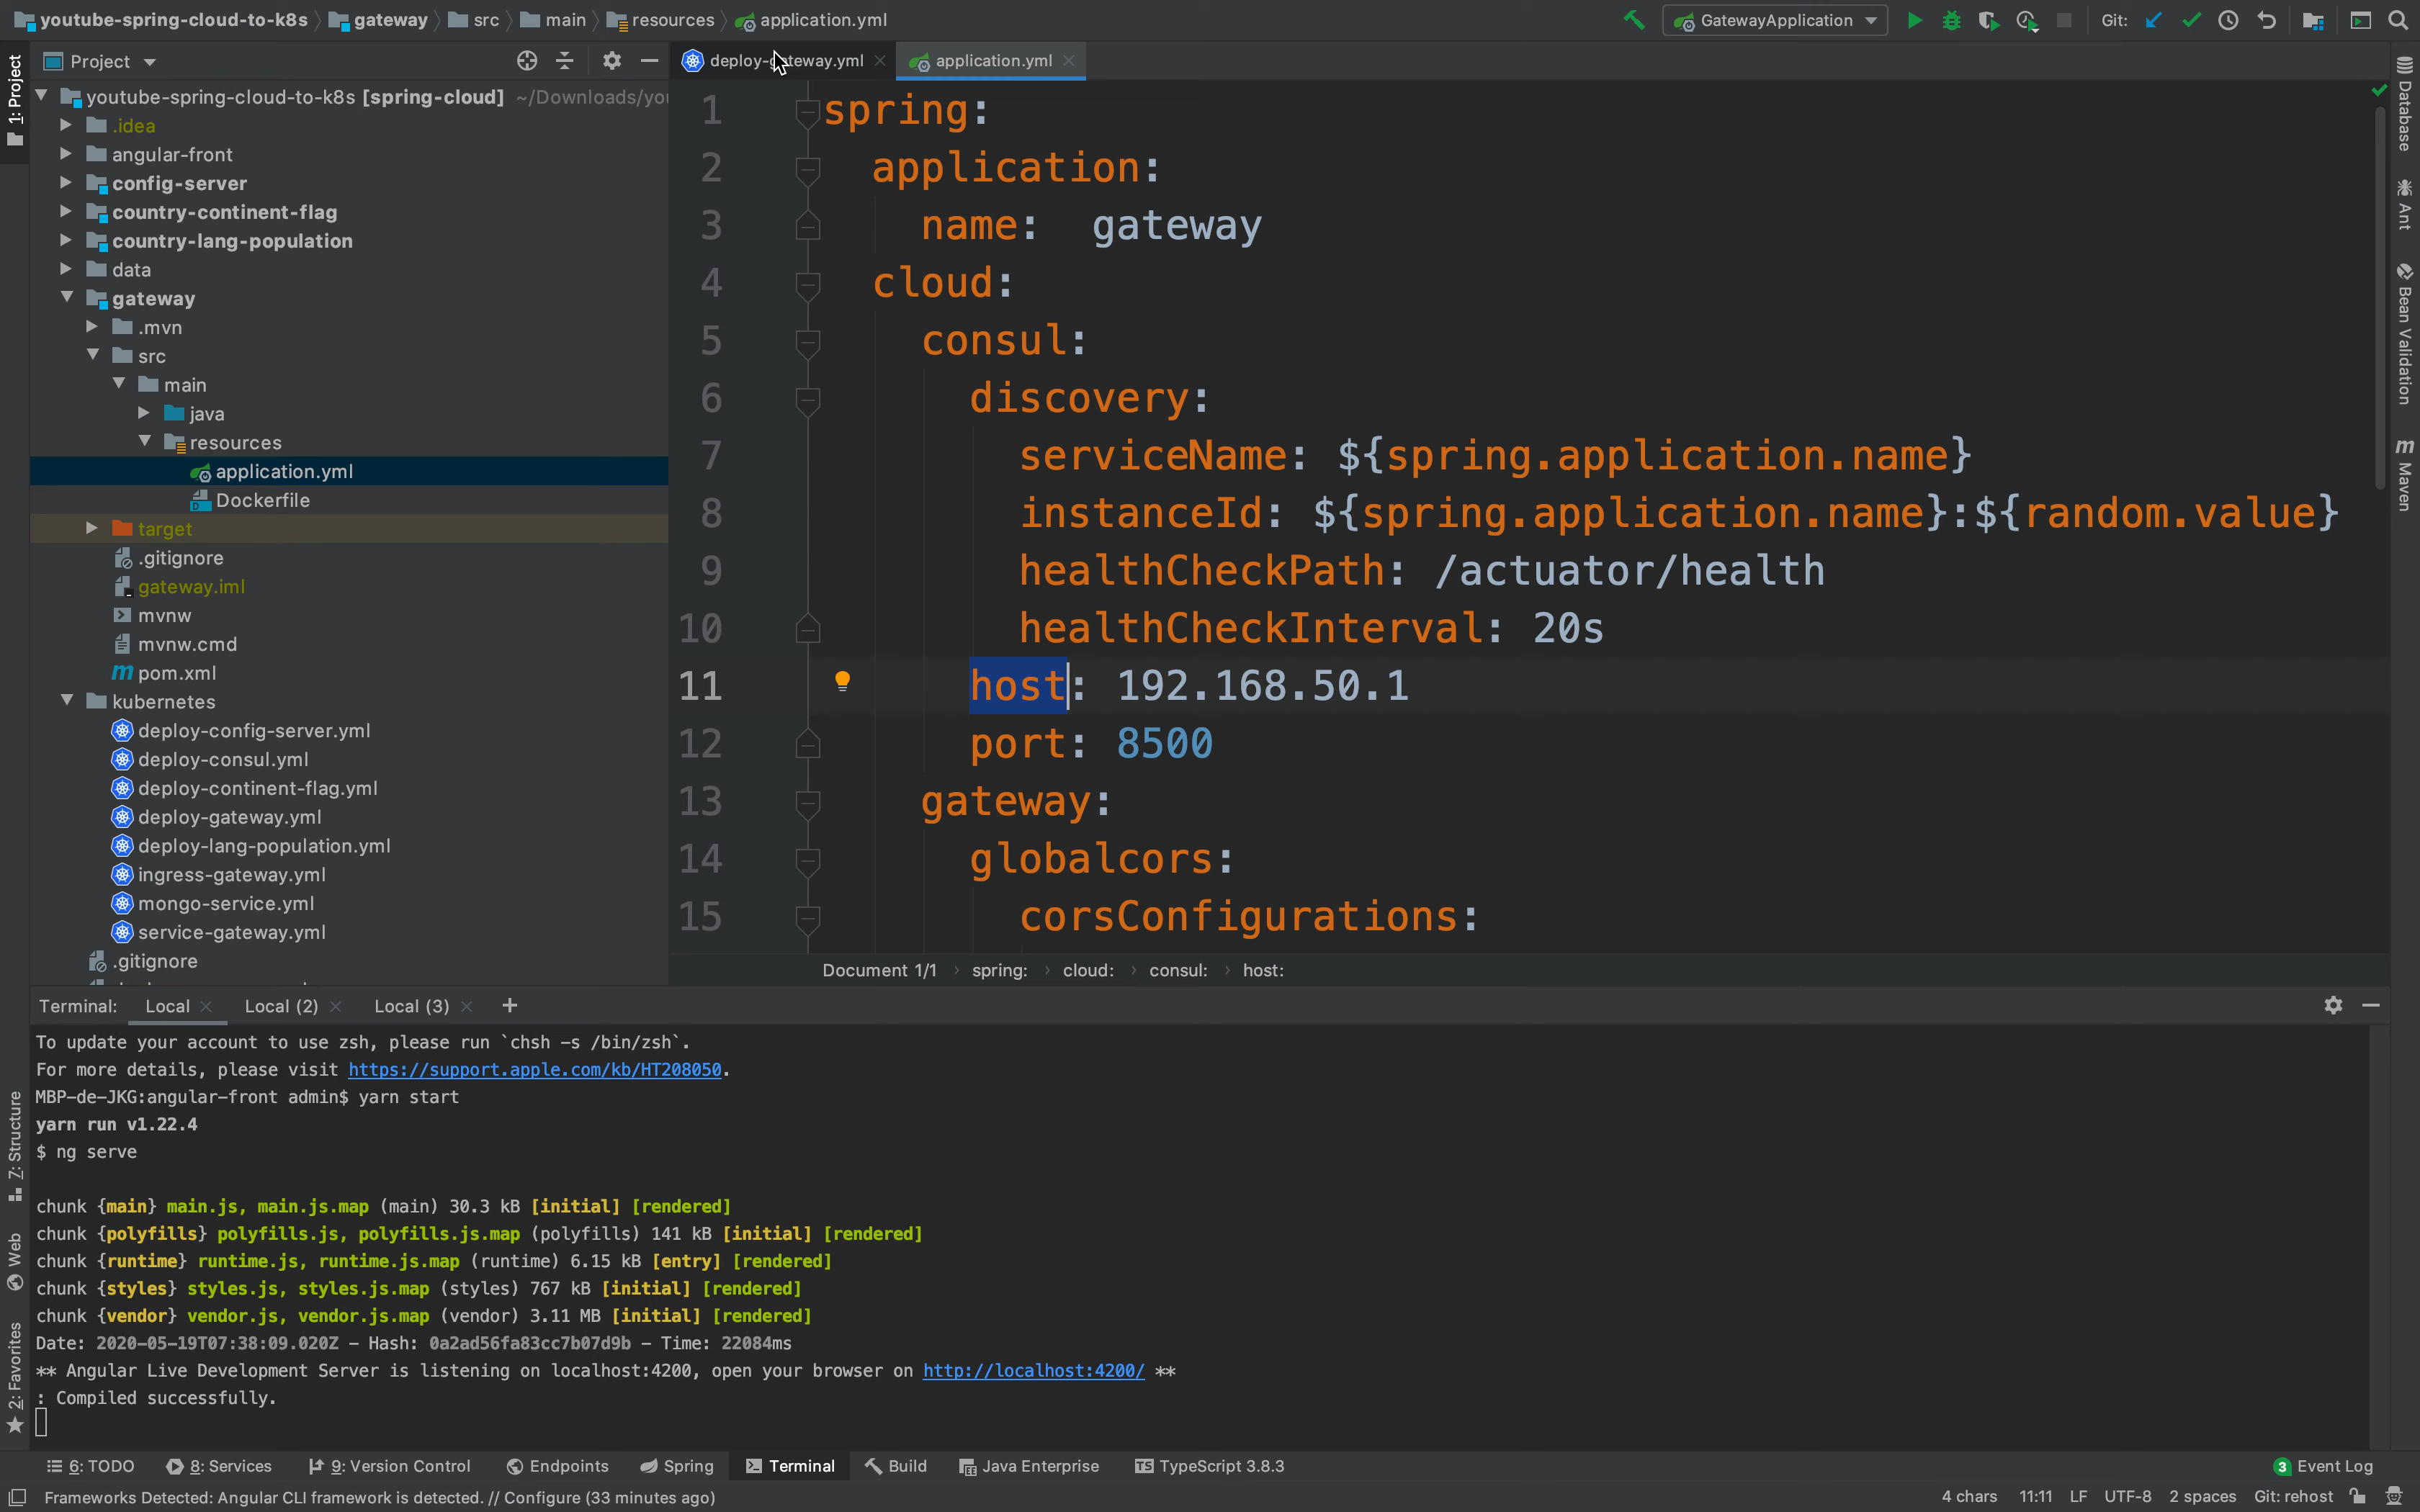 youtube-spring-cloud-to-k8s gateway src main resources application.yml
GatewayApplication Git:
1: Project
Project
deploy-gateway.yml application.yml
youtube-spring-cloud-to-k8s [spring-cloud] ~/Downloads/you
.idea
angular-front
config-server
country-continent-flag
country-lang-population
data
gateway
.mvn
src
main
java
resources
application.yml
Dockerfile
target
.gitignore
gateway.iml
mvnw
mvnw.cmd
pom.xml
kubernetes
deploy-config-server.yml
deploy-consul.yml
deploy-continent-flag.yml
deploy-gateway.yml
deploy-lang-population.yml
ingress-gateway.yml
mongo-service.yml
service-gateway.yml
.gitignore
1 spring:
2 application:
3 name: gateway
4 cloud:
5 consul:
6 discovery:
7 serviceName: ${spring.application.name}
8 instanceId: ${spring.application.name}:${random.value}
9 healthCheckPath: /actuator/health
10 healthCheckInterval: 20s
11 host: 192.168.50.1
12 port: 8500
13 gateway:
14 globalcors:
15 corsConfigurations:
Document 1/1 › spring: › cloud: › consul: › host:
Database
Ant
Bean Validation
Maven
Terminal: Local Local (2) Local (3) +
To update your account to use zsh, please run `chsh -s /bin/zsh`.
For more details, please visit https://support.apple.com/kb/HT208050.
MBP-de-JKG:angular-front admin$ yarn start
yarn run v1.22.4
$ ng serve
chunk {main} main.js, main.js.map (main) 30.3 kB [initial] [rendered]
chunk {polyfills} polyfills.js, polyfills.js.map (polyfills) 141 kB [initial] [rendered]
chunk {runtime} runtime.js, runtime.js.map (runtime) 6.15 kB [entry] [rendered]
chunk {styles} styles.js, styles.js.map (styles) 767 kB [initial] [rendered]
chunk {vendor} vendor.js, vendor.js.map (vendor) 3.11 MB [initial] [rendered]
Date: 2020-05-19T07:38:09.020Z - Hash: 0a2ad56fa83cc7b07d9b - Time: 22084ms
** Angular Live Development Server is listening on localhost:4200, open your browser on http://localhost:4200/ **
: Compiled successfully.
Z: Structure
Web
2: Favorites
6: TODO 8: Services 9: Version Control Endpoints Spring Terminal Build Java Enterprise TypeScript 3.8.3 3 Event Log
Frameworks Detected: Angular CLI framework is detected. // Configure (33 minutes ago) 4 chars 11:11 LF UTF-8 2 spaces Git: rehost